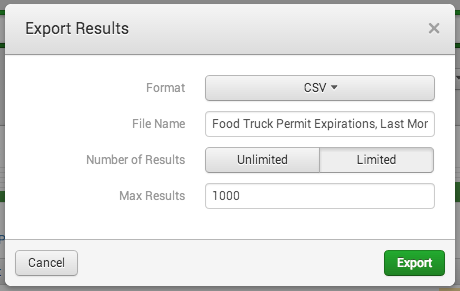 Export Results ×
Format CSV
File Name Food Truck Permit Expirations, Last Mor
Number of Results Unlimited Limited
Max Results 1000
Cancel Export